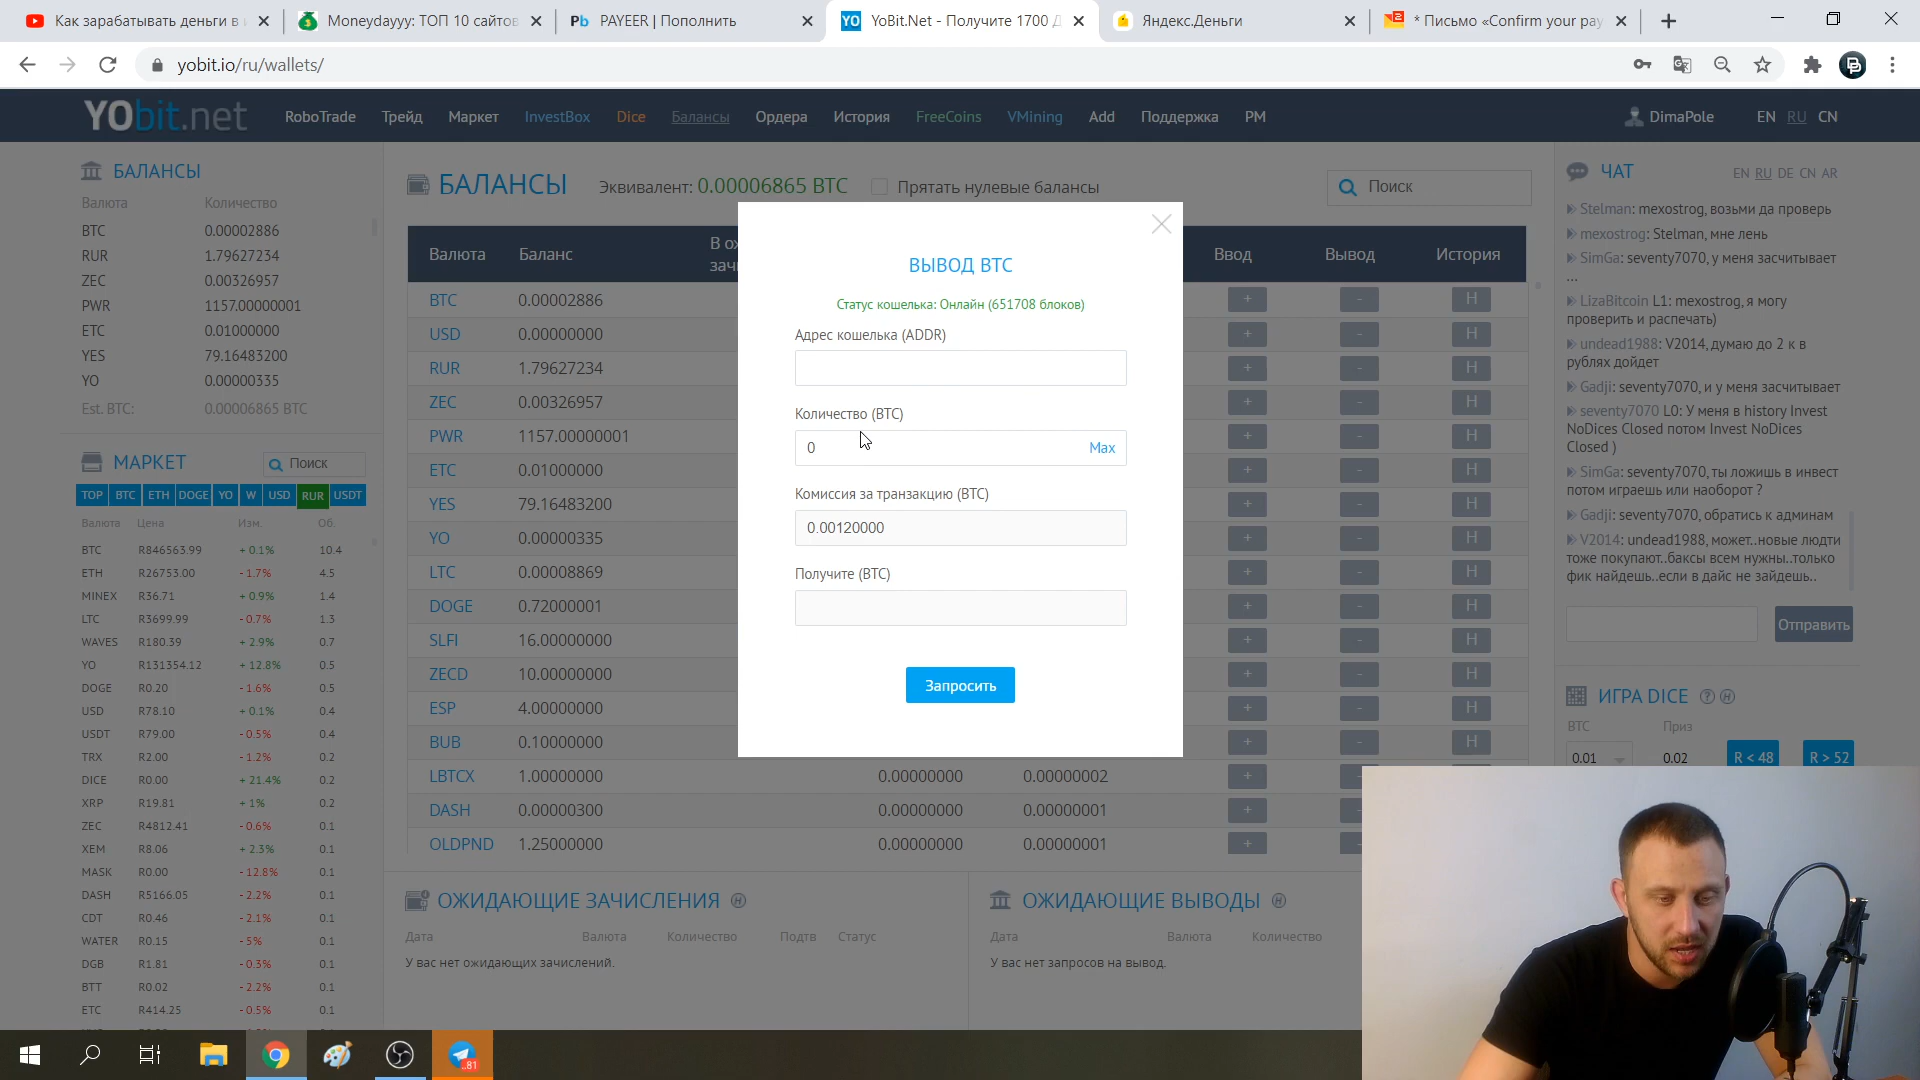 Как зарабатывать деньги в и
Moneydayyy: ТОП 10 сайтов
PAYEER | Пополнить
YoBit.Net - Получите 1700 Д
Яндекс.Деньги
* Письмо «Confirm your pay
yobit.io/ru/wallets/
YObit.net
RoboTrade Трейд Маркет InvestBox Dice Балансы Ордера История FreeCoins VMining Add Поддержка PM
DimaPole
EN RU CN
БАЛАНСЫ
Валюта Количество
BTC 0.00002886
RUR 1.79627234
ZEC 0.00326957
PWR 1157.00000001
ETC 0.01000000
YES 79.16483200
YO 0.00000335
Est. BTC: 0.00006865 BTC
МАРКЕТ
Поиск
TOP BTC ETH DOGE YO W USD RUR USDT
Валюта Цена Изм. Об.
BTC R846563.99 + 0.1% 10.4
ETH R26753.00 - 1.7% 4.5
MINEX R36.71 + 0.9% 1.4
LTC R3699.99 - 0.7% 1.3
WAVES R180.39 + 2.9% 0.7
YO R131354.12 + 12.8% 0.5
DOGE R0.20 - 1.6% 0.5
USD R78.10 + 0.1% 0.4
USDT R79.00 - 0.5% 0.4
TRX R2.00 - 1.2% 0.2
DICE R0.00 + 21.4% 0.2
XRP R19.81 + 1% 0.2
ZEC R4812.41 - 0.6% 0.1
XEM R8.06 + 2.3% 0.1
MASK R0.00 - 12.8% 0.1
DASH R5166.05 - 2.2% 0.1
CDT R0.46 - 2.1% 0.1
WATER R0.15 - 5% 0.1
DGB R1.81 - 0.3% 0.1
BTT R0.02 - 2.2% 0.1
ETC R414.25 - 0.5% 0.1
БАЛАНСЫ
Эквивалент: 0.00006865 BTC
Прятать нулевые балансы
Поиск
Валюта Баланс Ввод Вывод История
BTC 0.00002886 + - H
USD 0.00000000 + - H
RUR 1.79627234 + - H
ZEC 0.00326957 + - H
PWR 1157.00000001 + - H
ETC 0.01000000 + - H
YES 79.16483200 + - H
YO 0.00000335 + - H
LTC 0.00008869 + - H
DOGE 0.72000001 + - H
SLFI 16.00000000 + - H
ZECD 10.00000000 + - H
ESP 4.00000000 + - H
BUB 0.10000000 + - H
LBTCX 1.00000000 0.00000000 0.00000002 +
DASH 0.00000300 0.00000000 0.00000001 +
OLDPND 1.25000000 0.00000000 0.00000001 +
ВЫВОД BTC
Статус кошелька: Онлайн (651708 блоков)
Адрес кошелька (ADDR)
Количество (BTC)
0 Max
Комиссия за транзакцию (BTC)
0.00120000
Получите (BTC)
Запросить
ОЖИДАЮЩИЕ ЗАЧИСЛЕНИЯ H
Дата Валюта Количество Подтв Статус
У вас нет ожидающих зачислений.
ОЖИДАЮЩИЕ ВЫВОДЫ H
Дата Валюта Количество
У вас нет запросов на вывод.
ЧАТ
EN RU DE CN AR
Stelman: mexostrog, возьми да проверь
mexostrog: Stelman, мне лень
SimGa: seventy7070, у меня засчитывает
...
LizaBitcoin L1: mexostrog, я могу
проверить и распечать)
undead1988: V2014, думаю до 2 к в
рублях дойдет
Gadji: seventy7070, и у меня засчитывает
seventy7070 L0: У меня в history Invest
NoDices Closed потом Invest NoDices
Closed )
SimGa: seventy7070, ты ложишь в инвест
потом играешь или наоборот ?
Gadji: seventy7070, обратись к админам
V2014: undead1988, может..новые людти
тоже покупают..баксы всем нужны..только
фик найдешь..если в дайс не зайдешь..
Отправить
ИГРА DICE ? H
BTC Приз
0.01 0.02 R < 48 R > 52
..81